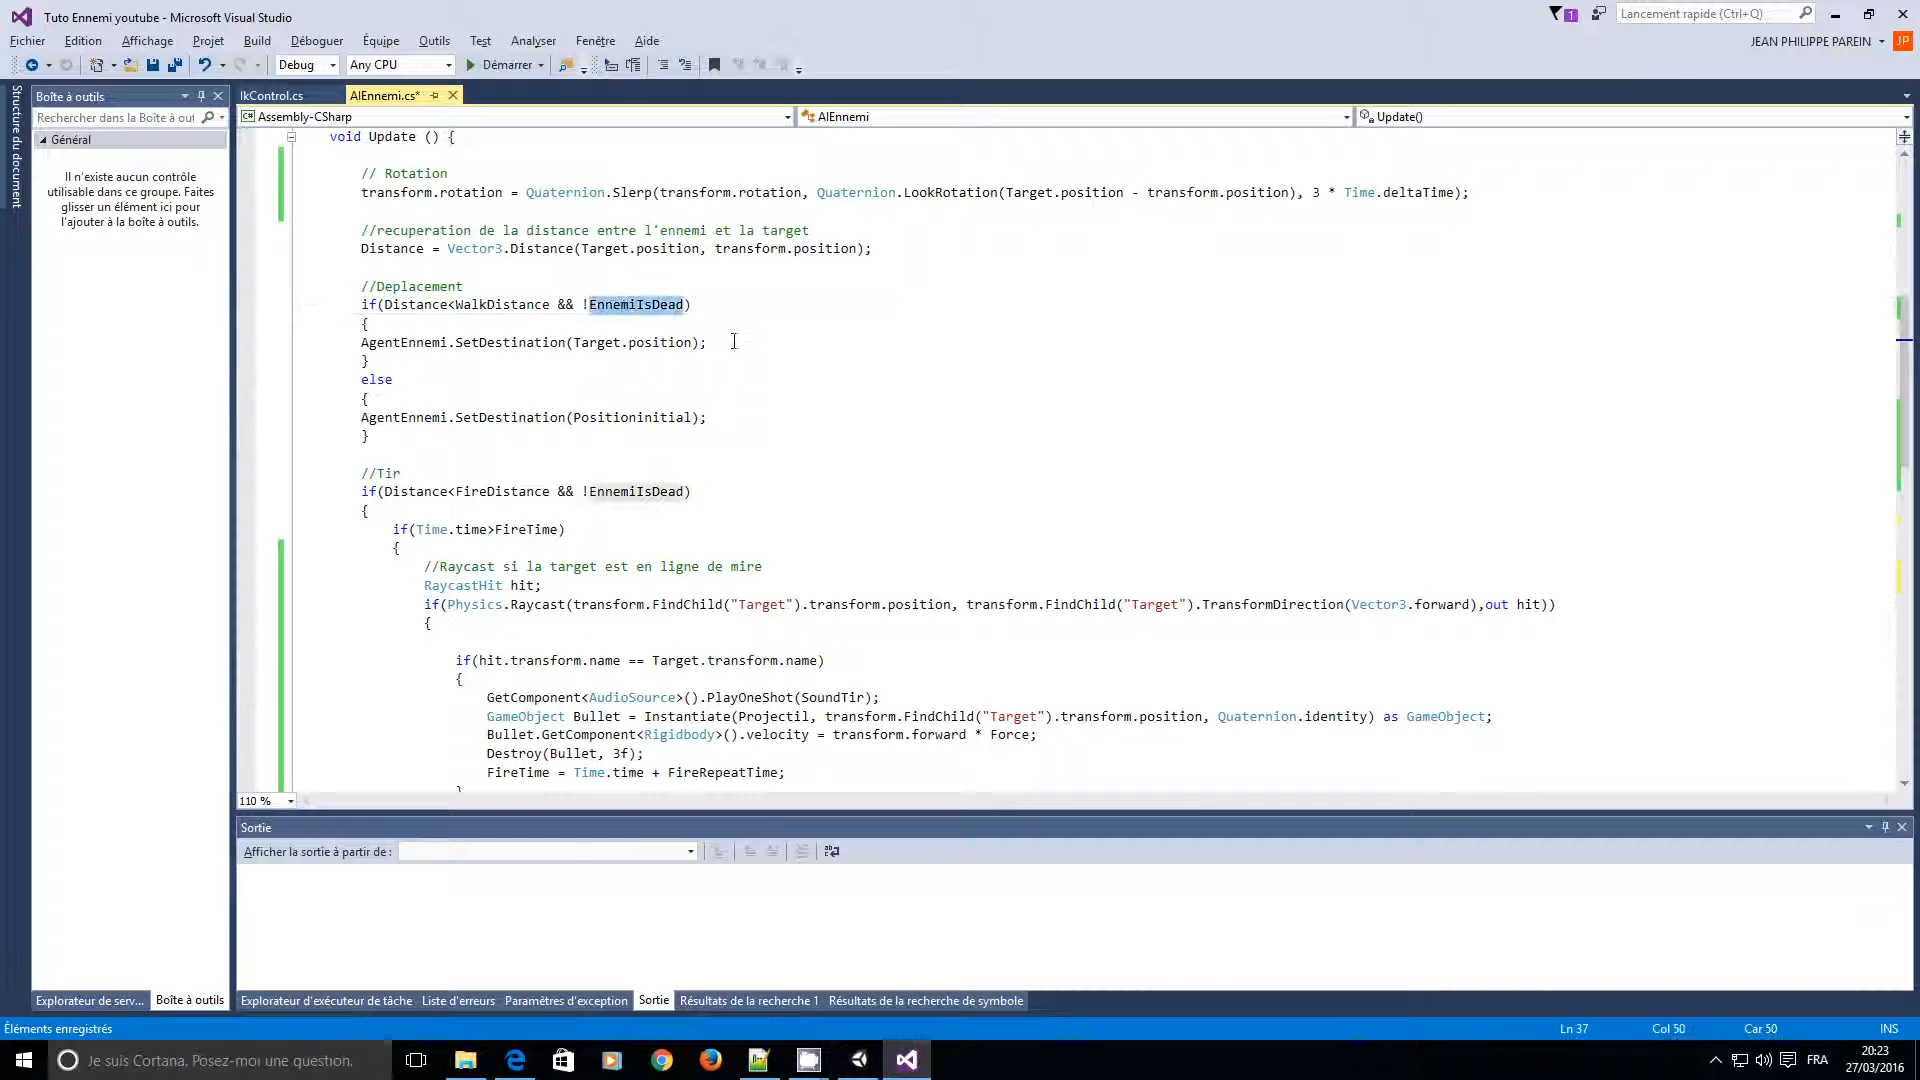 Tuto Ennemi youtube - Microsoft Visual Studio
1
Lancement rapide (Ctrl+Q)
Fichier Edition Affichage Projet Build Déboguer Équipe Outils Test Analyser Fenêtre Aide
JEAN PHILIPPE PAREIN JP
Debug Any CPU Démarrer
Structure du document
Boîte à outils
IkControl.cs AIEnnemi.cs*
Rechercher dans la Boîte à out
Assembly-CSharp AIEnnemi Update()
Général
Il n'existe aucun contrôle
utilisable dans ce groupe. Faites
glisser un élément ici pour
l'ajouter à la boîte à outils.
void Update () {
// Rotation
transform.rotation = Quaternion.Slerp(transform.rotation, Quaternion.LookRotation(Target.position - transform.position), 3 * Time.deltaTime);
//recuperation de la distance entre l'ennemi et la target
Distance = Vector3.Distance(Target.position, transform.position);
//Deplacement
if(Distance<WalkDistance && !EnnemiIsDead)
{
AgentEnnemi.SetDestination(Target.position);
}
else
{
AgentEnnemi.SetDestination(Positioninitial);
}
//Tir
if(Distance<FireDistance && !EnnemiIsDead)
{
if(Time.time>FireTime)
{
//Raycast si la target est en ligne de mire
RaycastHit hit;
if(Physics.Raycast(transform.FindChild("Target").transform.position, transform.FindChild("Target").TransformDirection(Vector3.forward),out hit))
{
if(hit.transform.name == Target.transform.name)
{
GetComponent<AudioSource>().PlayOneShot(SoundTir);
GameObject Bullet = Instantiate(Projectil, transform.FindChild("Target").transform.position, Quaternion.identity) as GameObject;
Bullet.GetComponent<Rigidbody>().velocity = transform.forward * Force;
Destroy(Bullet, 3f);
FireTime = Time.time + FireRepeatTime;
}
110 %
Sortie
Afficher la sortie à partir de :
Explorateur de serv... Boîte à outils
Explorateur d'exécuteur de tâche Liste d'erreurs Paramètres d'exception Sortie Résultats de la recherche 1 Résultats de la recherche de symbole
Éléments enregistrés Ln 37 Col 50 Car 50 INS
Je suis Cortana. Posez-moi une question.
FRA
20:23
27/03/2016